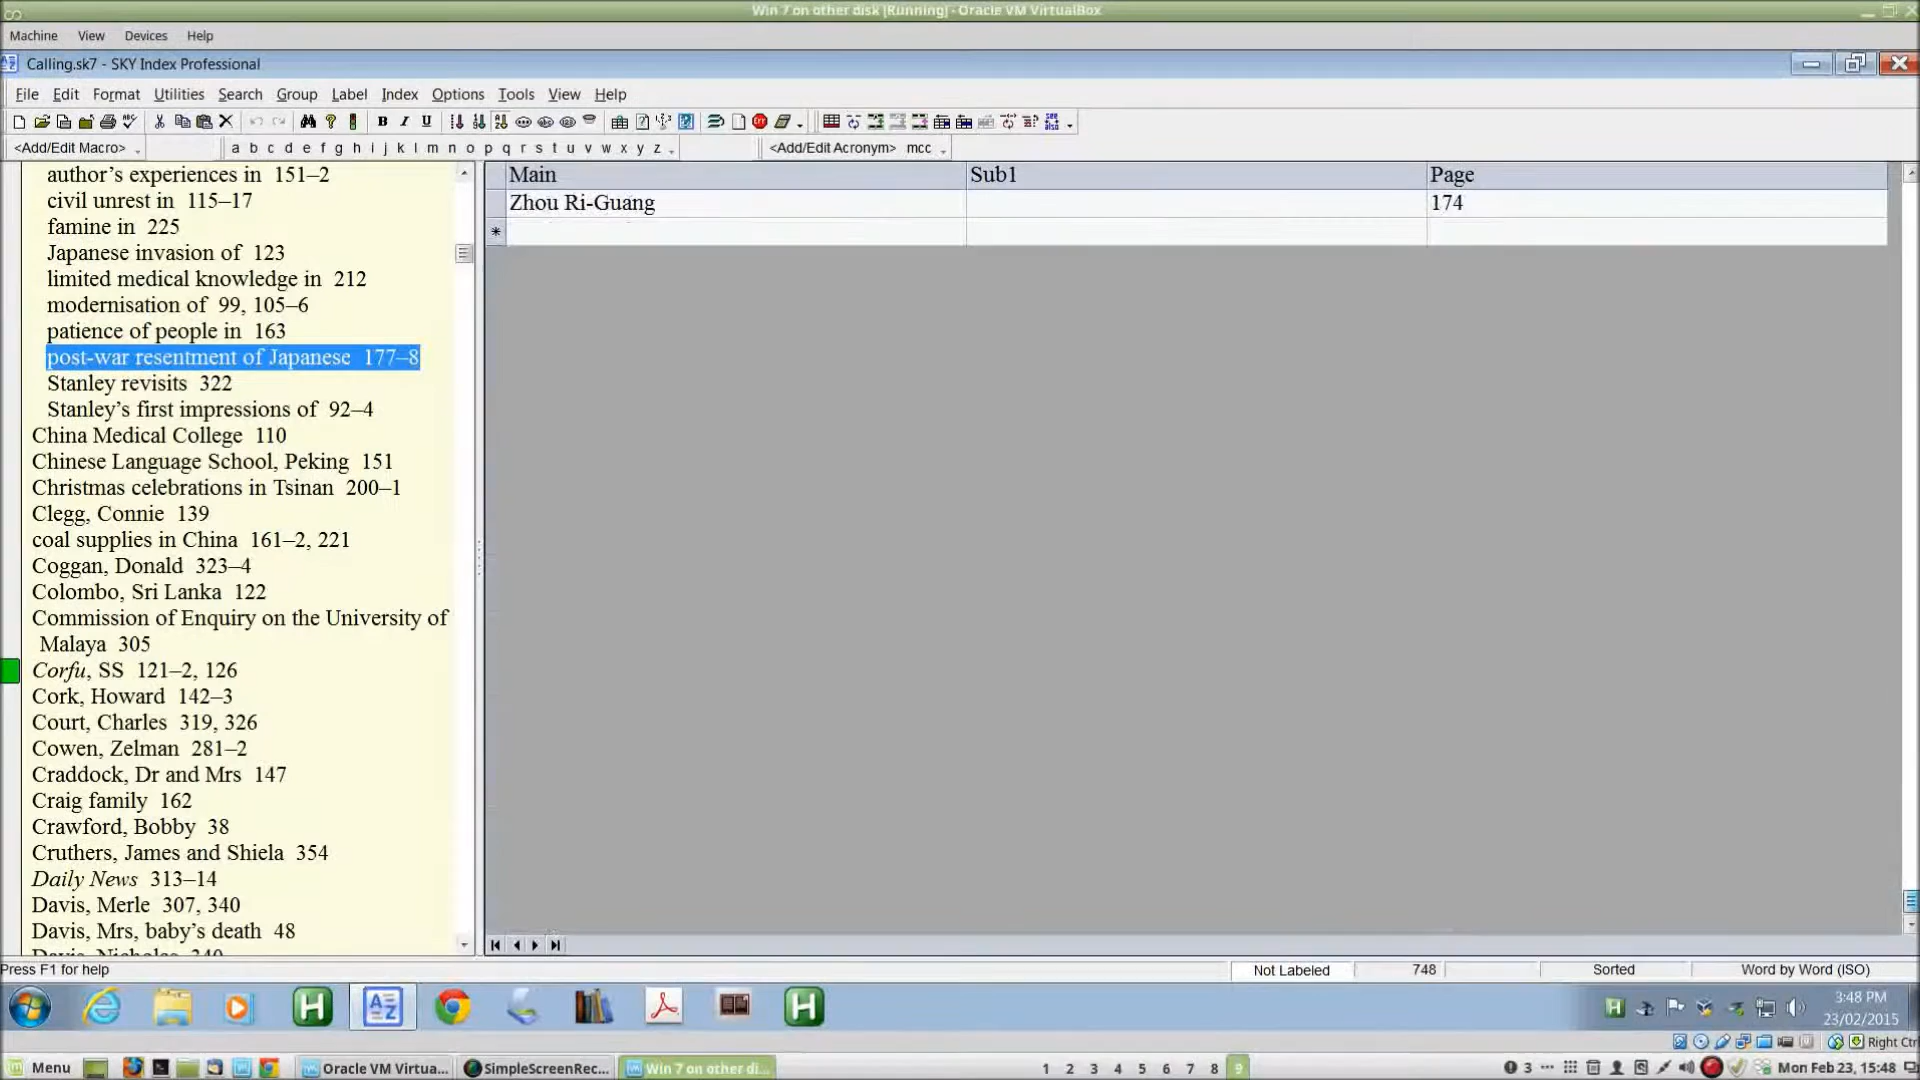 Win 7 on other disk [Running] - Oracle VM VirtualBox
Machine View Devices Help
Calling.sk7 - SKY Index Professional
File Edit Format Utilities Search Group Label Index Options Tools View Help
B I U
<Add/Edit Macro> a b c d e f g h i j k l m n o p q r s t u v w x y z <Add/Edit Acronym> mcc
author’s experiences in 151–2
civil unrest in 115–17
famine in 225
Japanese invasion of 123
limited medical knowledge in 212
modernisation of 99, 105–6
patience of people in 163
post-war resentment of Japanese 177–8
Stanley revisits 322
Stanley’s first impressions of 92–4
China Medical College 110
Chinese Language School, Peking 151
Christmas celebrations in Tsinan 200–1
Clegg, Connie 139
coal supplies in China 161–2, 221
Coggan, Donald 323–4
Colombo, Sri Lanka 122
Commission of Enquiry on the University of
Malaya 305
Corfu, SS 121–2, 126
Cork, Howard 142–3
Court, Charles 319, 326
Cowen, Zelman 281–2
Craddock, Dr and Mrs 147
Craig family 162
Crawford, Bobby 38
Cruthers, James and Shiela 354
Daily News 313–14
Davis, Merle 307, 340
Davis, Mrs, baby’s death 48
Davis, Nicholas 340
Main Sub1 Page
Zhou Ri-Guang 174
*
Press F1 for help Not Labeled 748 Sorted Word by Word (ISO)
3:48 PM
23/02/2015
Right Ctrl
Menu Oracle VM Virtua... SimpleScreenRec... Win 7 on other di... 1 2 3 4 5 6 7 8 9 3 Mon Feb 23, 15:48